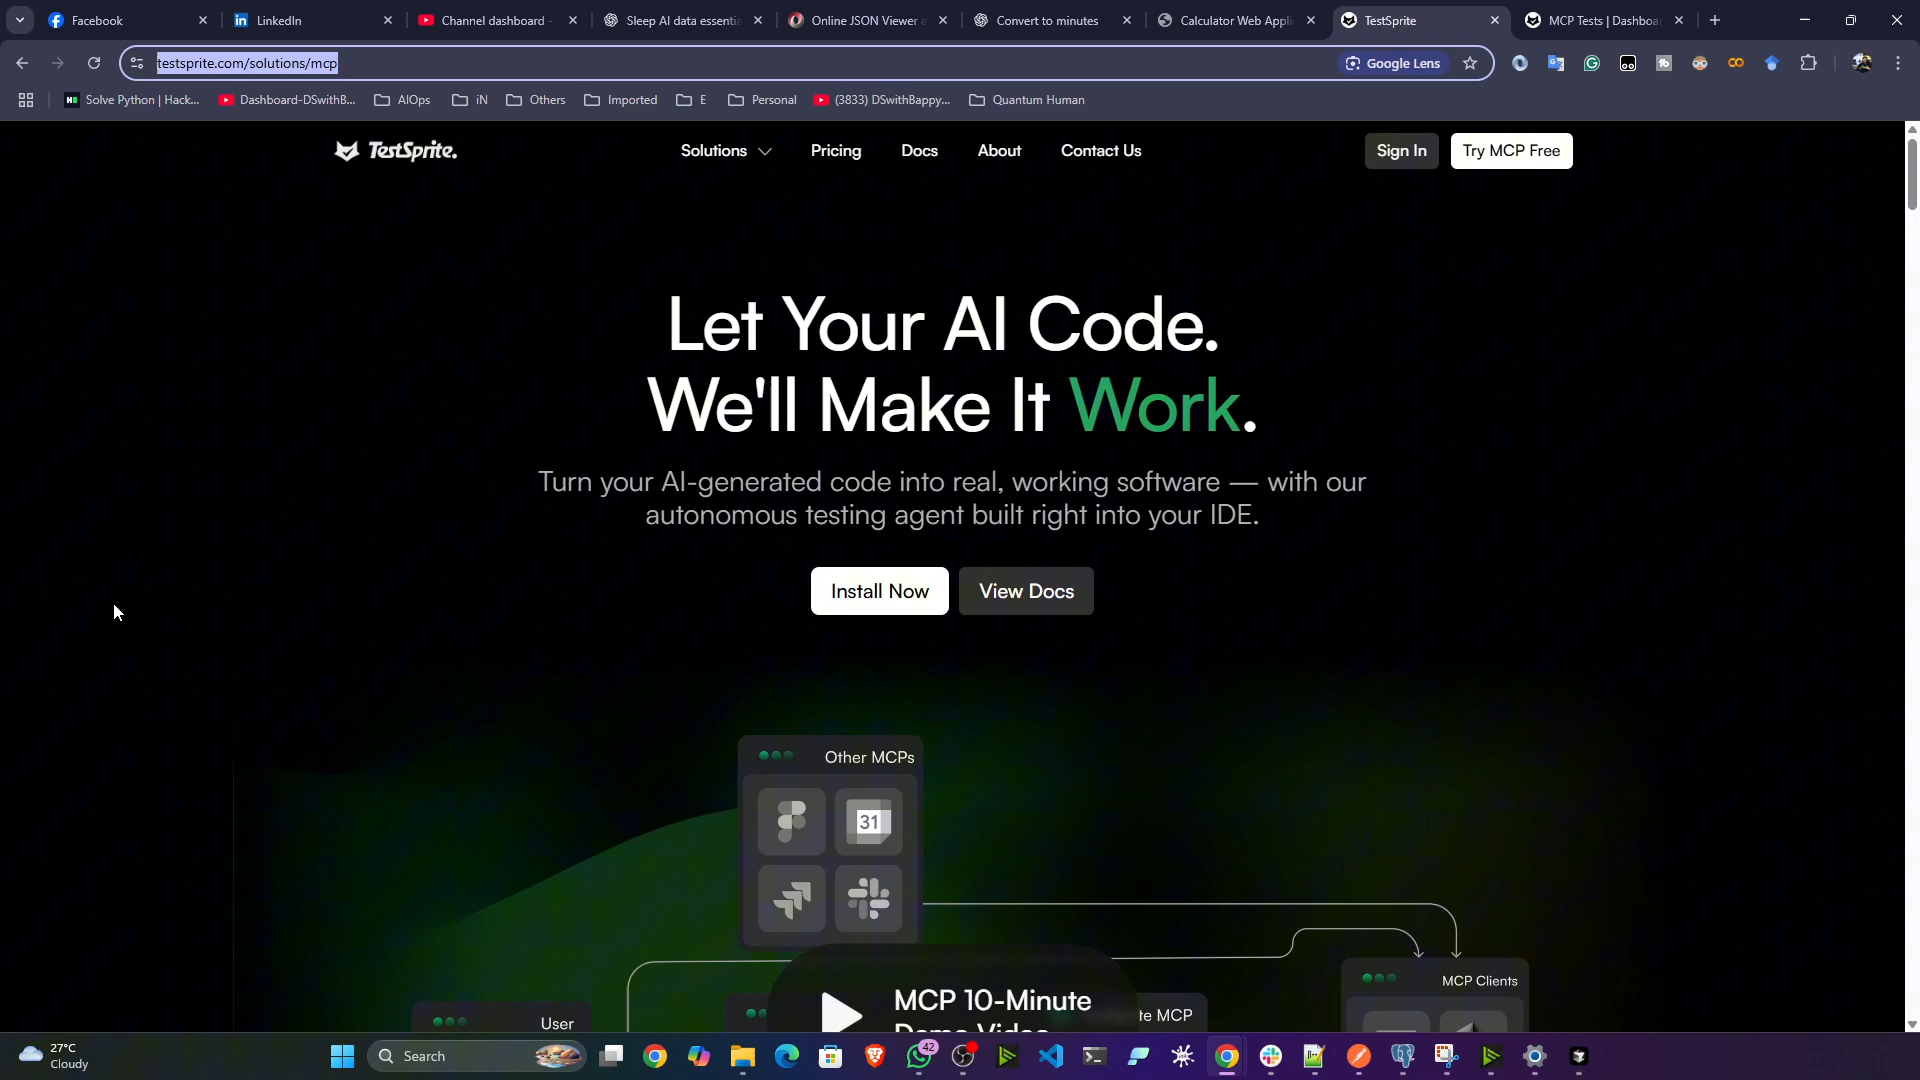 Facebook
LinkedIn
Channel dashboard -
Sleep AI data essentia
Online JSON Viewer a
Convert to minutes
Calculator Web Appli
TestSprite
MCP Tests | Dashboa
testsprite.com/solutions/mcp
Google Lens
Solve Python | Hack...
Dashboard-DSwithB...
AIOps
iN
Others
Imported
E
Personal
(3833) DSwithBappy...
Quantum Human
TestSprite.
Solutions
Pricing
Docs
About
Contact Us
Sign In
Try MCP Free
Let Your AI Code.
We'll Make It Work.
Turn your AI-generated code into real, working software — with our
autonomous testing agent built right into your IDE.
Install Now
View Docs
Other MCPs
31
MCP Clients
MCP 10-Minute
Demo Video
te MCP
User
27°C
Cloudy
Search
42